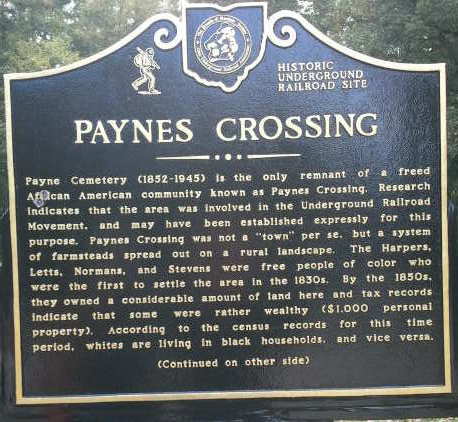 HISTORIC
UNDERGROUND
RAILROAD SITE
PAYNES CROSSING
Payne Cemetery (1852-1945) is the only remnant of a freed
African American community known as Paynes Crossing. Research
indicates that the area was involved in the Underground Railroad
Movement, and may have been established expressly for this
purpose. Paynes Crossing was not a "town" per se, but a system
of farmsteads spread out on a rural landscape. The Harpers,
Letts, Normans, and Stevens were free people of color who
were the first to settle the area in the 1830s. By the 1850s,
they owned a considerable amount of land here and tax records
indicate that some were rather wealthy ($1,000 personal
property). According to the census records for this time
period, whites are living in black households, and vice versa.
(Continued on other side)